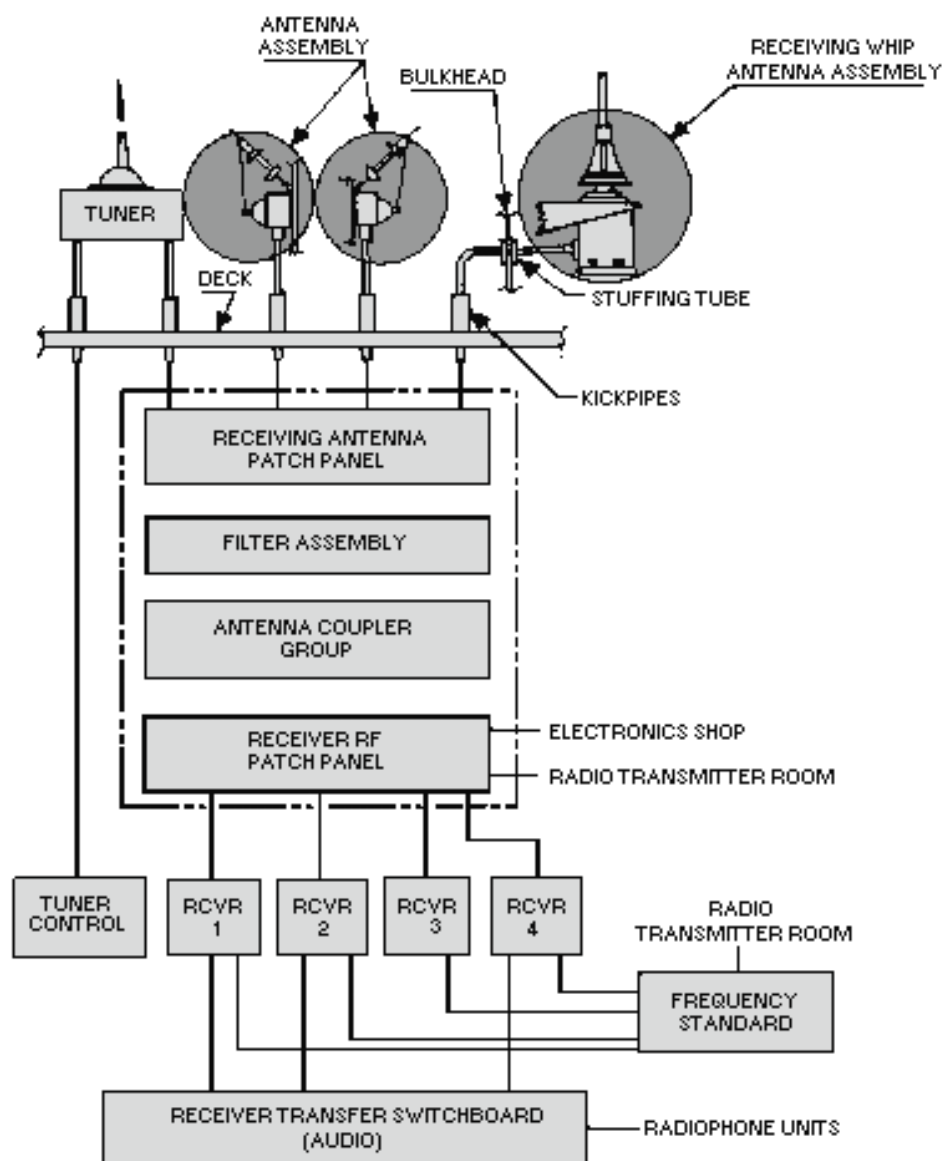 ANTENNA
ASSEMBLY
RECEIVING WHIP
ANTENNA ASSEMBLY
BULKHEAD
TUNER
DECK
STUFFING TUBE
KICKPIPES
RECEIVING ANTENNA
PATCH PANEL
FILTER ASSEMBLY
ANTENNA COUPLER
GROUP
RECEIVER RF
PATCH PANEL
ELECTRONICS SHOP
RADIO TRANSMITTER ROOM
TUNER
CONTROL
RCVR
1
RCVR
2
RCVR
3
RCVR
4
RADIO
TRANSMITTER ROOM
FREQUENCY
STANDARD
RECEIVER TRANSFER SWITCHBOARD
(AUDIO)
RADIOPHONE UNITS